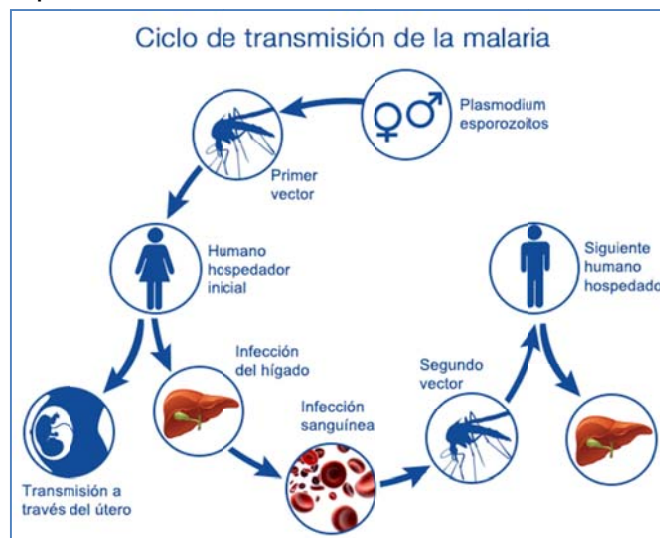 Ciclo de transmisión de la malaria
Plasmodium
esporozoitos
Primer
vector
Humano
hospedador
inicial
Siguiente
humano
hospedado
Infección
del hígado
Segundo
vector
Infección
sanguínea
Transmisión a
través del útero